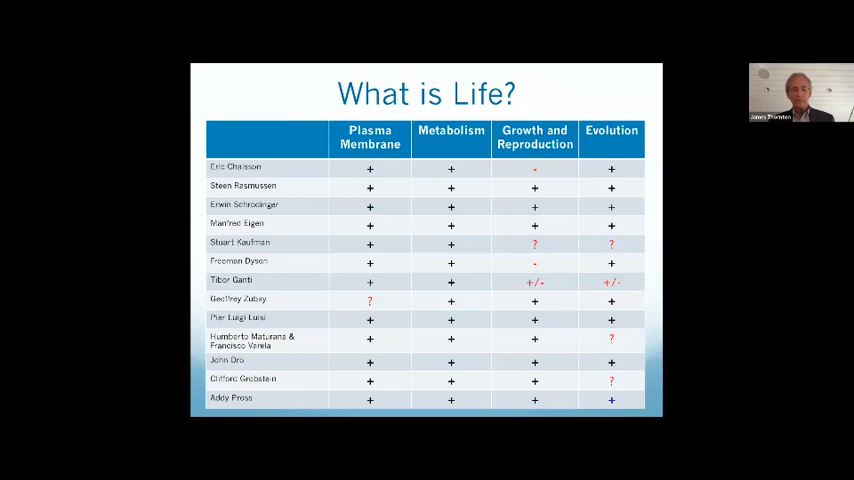 What is Life?
Plasma Membrane Metabolism Growth and Reproduction Evolution
Eric Chaisson + + - +
Steen Rasmussen + + + +
Erwin Schrodinger + + + +
Manfred Eigen + + + +
Stuart Kaufman + + ? ?
Freeman Dyson + + - +
Tibor Ganti + + +/- +/-
Geoffrey Zubay ? + + +
Pier Luigi Luisi + + + +
Humberto Maturana & Francisco Varela + + + ?
John Oro + + + +
Clifford Grobstein + + + ?
Addy Pross + + + +
James Thornton